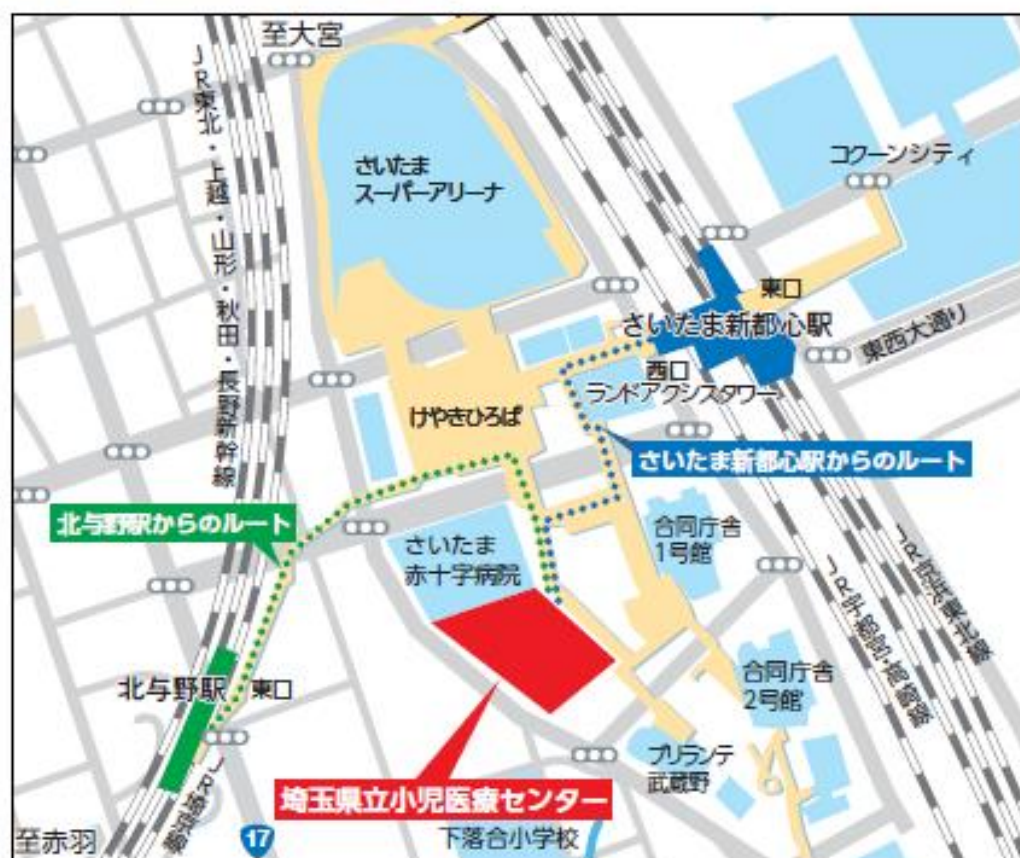 至大宮
JR東北・上越・山形・秋田・長野新幹線
さいたま
スーパーアリーナ
コクーンシティ
東口
さいたま新都心駅
西口
ランドアクシスタワー
東西大通り
けやきひろば
さいたま新都心駅からのルート
北与野駅からのルート
さいたま
赤十字病院
合同庁舎
1号館
JR京浜東北線
JR宇都宮・高崎線
北与野駅
東口
合同庁舎
2号館
ブリランテ
武蔵野
埼玉県立小児医療センター
JR埼京線
至赤羽
17
下落合小学校